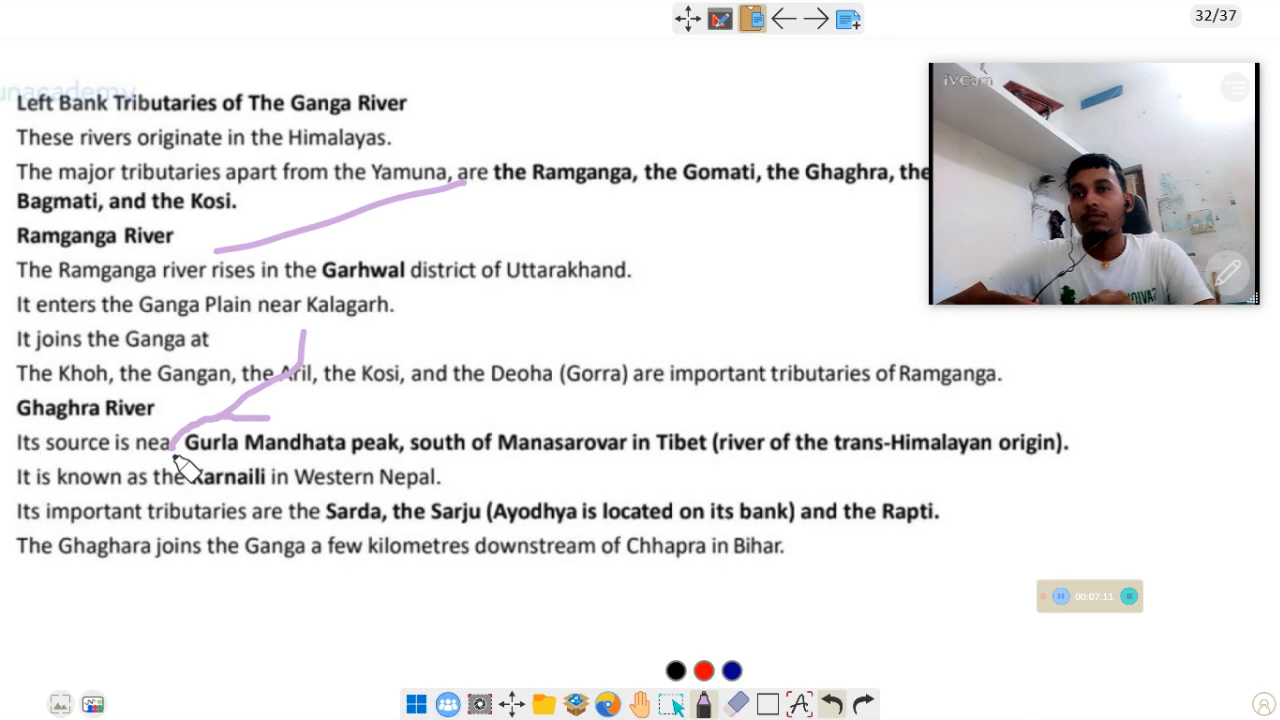 32/37
unacademy
iVCam
Left Bank Tributaries of The Ganga River
These rivers originate in the Himalayas.
The major tributaries apart from the Yamuna, are the Ramganga, the Gomati, the Ghaghra, the
Bagmati, and the Kosi.
Ramganga River
The Ramganga river rises in the Garhwal district of Uttarakhand.
It enters the Ganga Plain near Kalagarh.
It joins the Ganga at
The Khoh, the Gangan, the Aril, the Kosi, and the Deoha (Gorra) are important tributaries of Ramganga.
Ghaghra River
Its source is nea Gurla Mandhata peak, south of Manasarovar in Tibet (river of the trans-Himalayan origin).
It is known as the Karnaili in Western Nepal.
Its important tributaries are the Sarda, the Sarju (Ayodhya is located on its bank) and the Rapti.
The Ghaghara joins the Ganga a few kilometres downstream of Chhapra in Bihar.
00:07:11